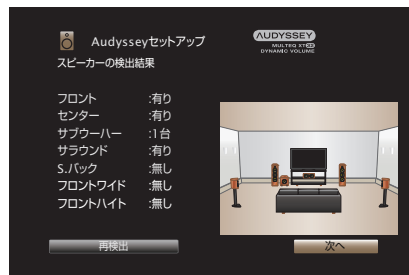 Audysseyセットアップ
AUDYSSEY
MULTEQ XT32
DYNAMIC VOLUME
スピーカーの検出結果
フロント :有り
センター :有り
サブウーハー :1台
サラウンド :有り
S.バック :無し
フロントワイド :無し
フロントハイト :無し
再検出
次へ